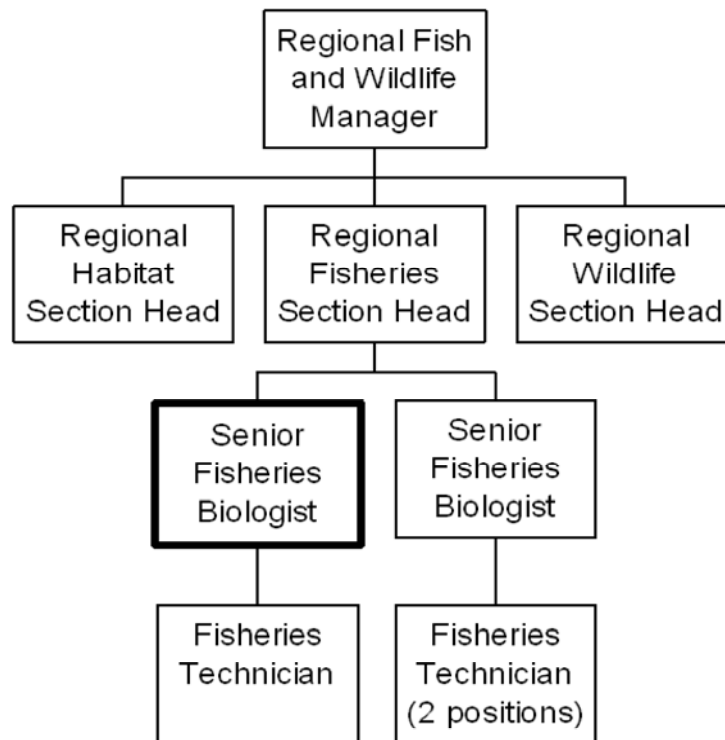 Regional Fish
and Wildlife
Manager
Regional
Habitat
Section Head
Regional
Fisheries
Section Head
Regional
Wildlife
Section Head
Senior
Fisheries
Biologist
Senior
Fisheries
Biologist
Fisheries
Technician
Fisheries
Technician
(2 positions)